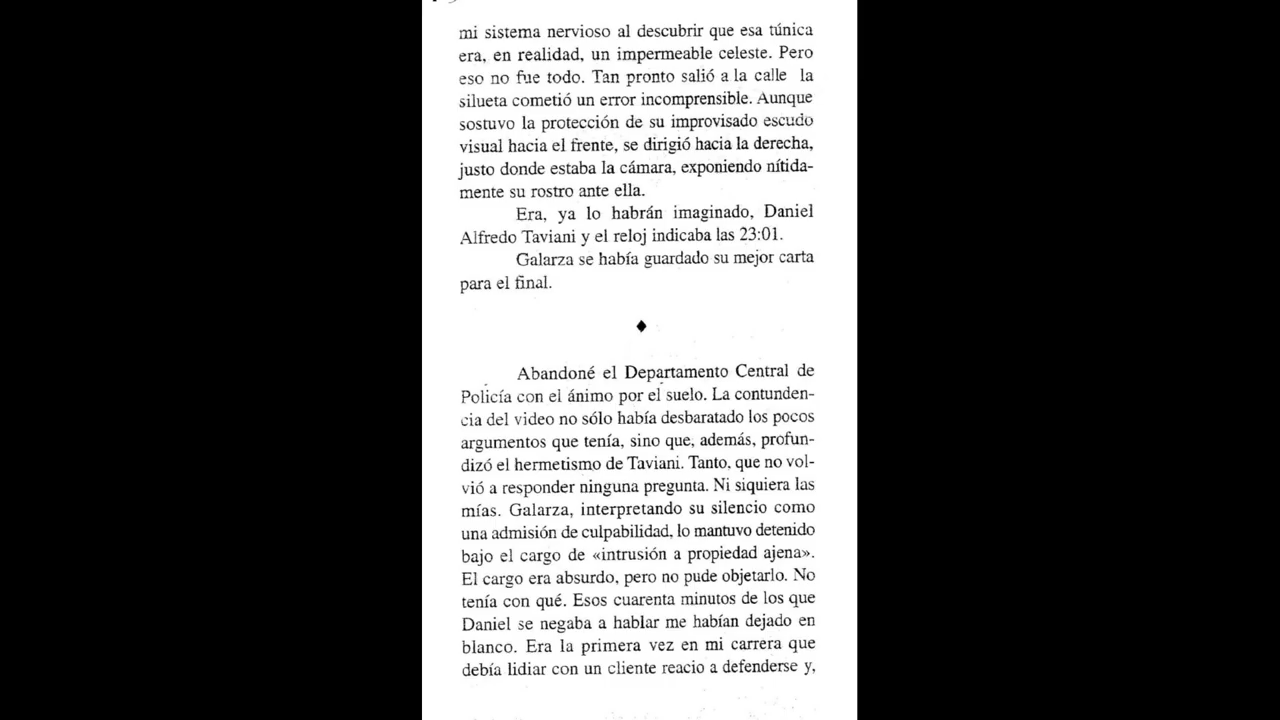 mi sistema nervioso al descubrir que esa túnica
era, en realidad, un impermeable celeste. Pero
eso no fue todo. Tan pronto salió a la calle la
silueta cometió un error incomprensible. Aunque
sostuvo la protección de su improvisado escudo
visual hacia el frente, se dirigió hacia la derecha,
justo donde estaba la cámara, exponiendo nítida-
mente su rostro ante ella.
Era, ya lo habrán imaginado, Daniel
Alfredo Taviani y el reloj indicaba las 23:01.
Galarza se había guardado su mejor carta
para el final.
♦
Abandoné el Departamento Central de
Policía con el ánimo por el suelo. La contunden-
cia del video no sólo había desbaratado los pocos
argumentos que tenía, sino que, además, profun-
dizó el hermetismo de Taviani. Tanto, que no vol-
vió a responder ninguna pregunta. Ni siquiera las
mías. Galarza, interpretando su silencio como
una admisión de culpabilidad, lo mantuvo detenido
bajo el cargo de «intrusión a propiedad ajena».
El cargo era absurdo, pero no pude objetarlo. No
tenía con qué. Esos cuarenta minutos de los que
Daniel se negaba a hablar me habían dejado en
blanco. Era la primera vez en mi carrera que
debía lidiar con un cliente reacio a defenderse y,